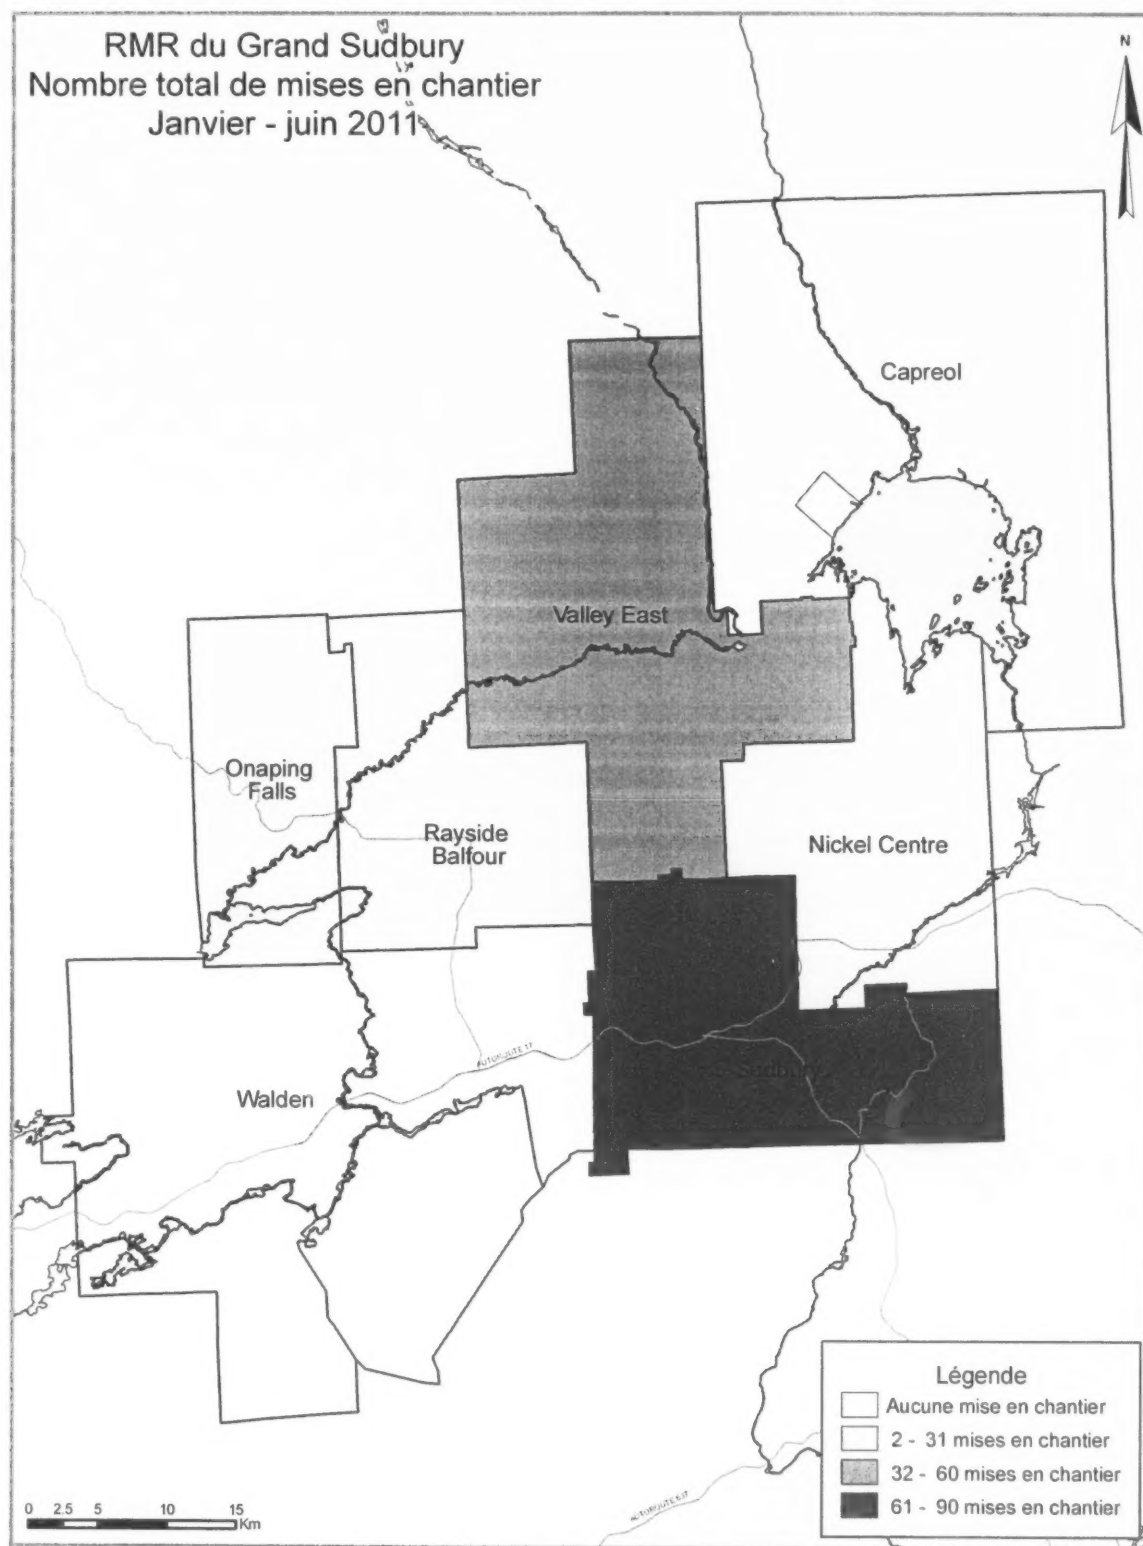 RMR du Grand Sudbury
Nombre total de mises en chantier
Janvier - juin 2011
N
Capreol
Valley East
Onaping
Falls
Rayside
Balfour
Nickel Centre
AUTOROUTE 17
Sudbury
Walden
Légende
Aucune mise en chantier
2 - 31 mises en chantier
32 - 60 mises en chantier
61 - 90 mises en chantier
0 2.5 5 10 15
Km